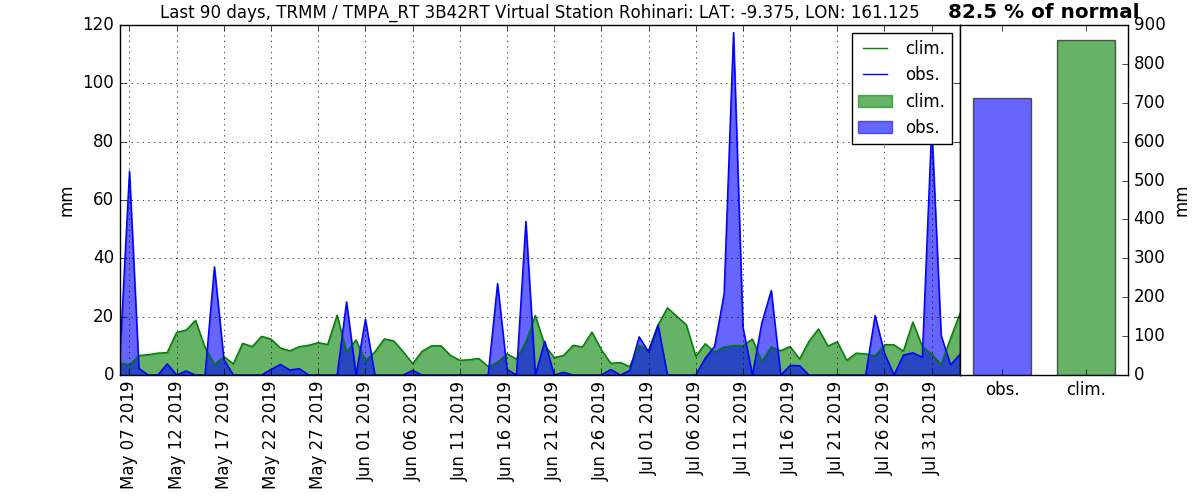 Last 90 days, TRMM / TMPA_RT 3B42RT Virtual Station Rohinari: LAT: -9.375, LON: 161.125
82.5 % of normal
120
100
80
60
40
20
0
mm
clim.
obs.
clim.
obs.
900
800
700
600
500
400
300
200
100
0
mm
May 07 2019
May 12 2019
May 17 2019
May 22 2019
May 27 2019
Jun 01 2019
Jun 06 2019
Jun 11 2019
Jun 16 2019
Jun 21 2019
Jun 26 2019
Jul 01 2019
Jul 06 2019
Jul 11 2019
Jul 16 2019
Jul 21 2019
Jul 26 2019
Jul 31 2019
obs.
clim.